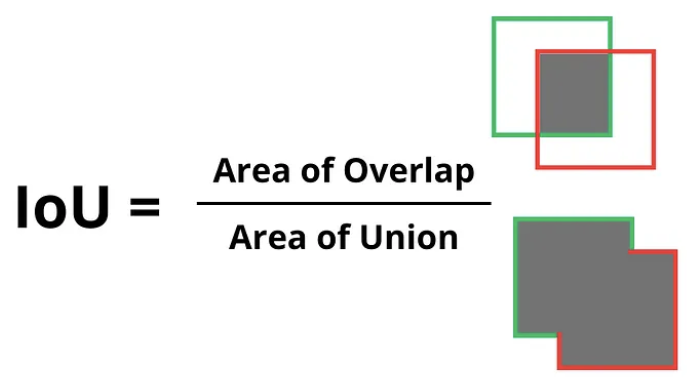 IoU =
Area of Overlap
Area of Union